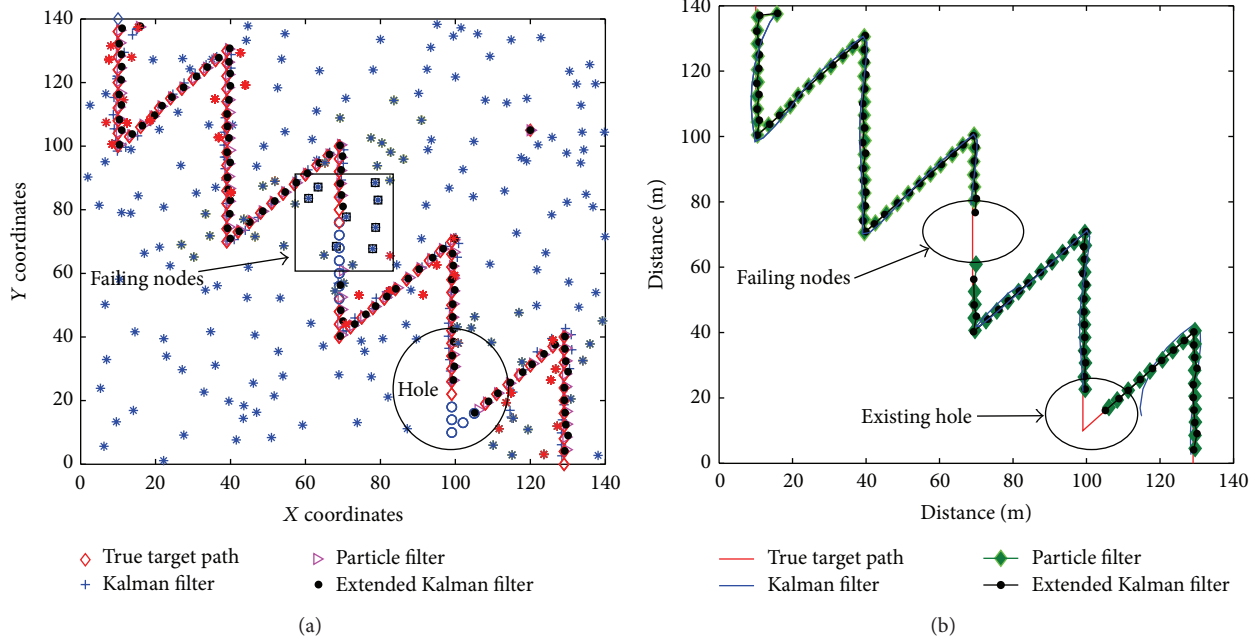 140
120
100
80
60
40
20
0
Y coordinates
Failing nodes
Hole
0 20 40 60 80 100 120 140
X coordinates
True target path
Kalman filter
Particle filter
Extended Kalman filter
(a)
140
120
100
80
60
40
20
0
Distance (m)
Failing nodes
Existing hole
0 20 40 60 80 100 120 140
Distance (m)
True target path
Kalman filter
Particle filter
Extended Kalman filter
(b)